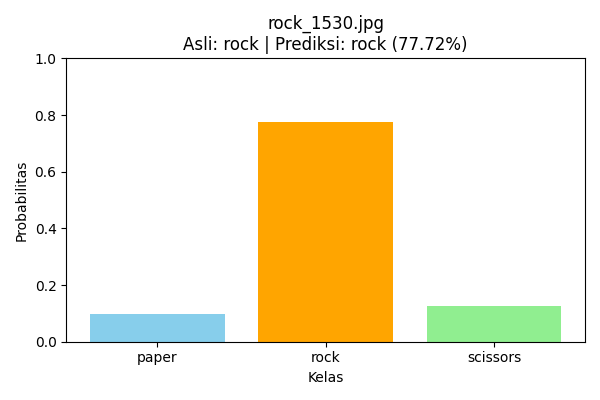 rock_1530.jpg
Asli: rock | Prediksi: rock (77.72%)
1.0
0.8
0.6
0.4
0.2
0.0
Probabilitas
paper rock scissors
Kelas